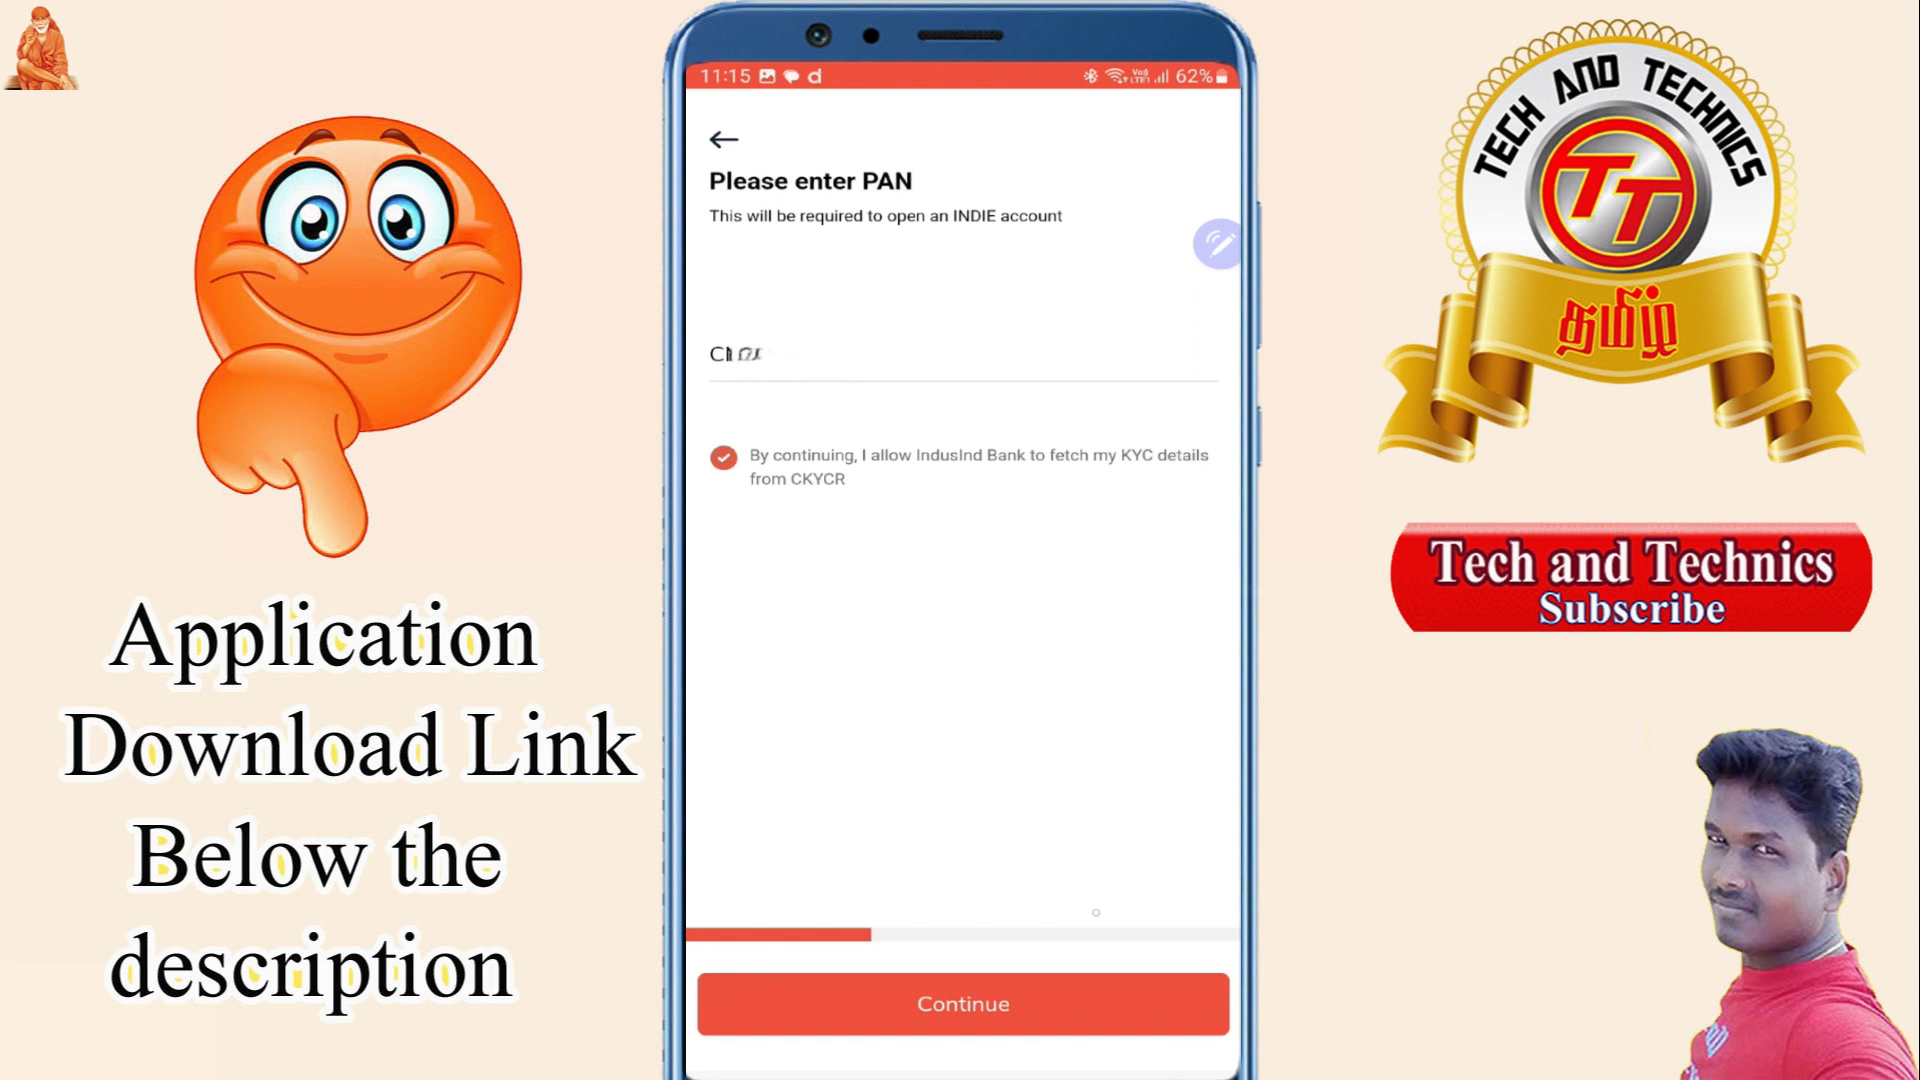 11:15 62%
Please enter PAN
This will be required to open an INDIE account
By continuing, I allow IndusInd Bank to fetch my KYC details
from CKYCR
Continue
Application
Download Link
Below the
description
TECH AND TECHNICS
TT
தமிழ்
Tech and Technics
Subscribe